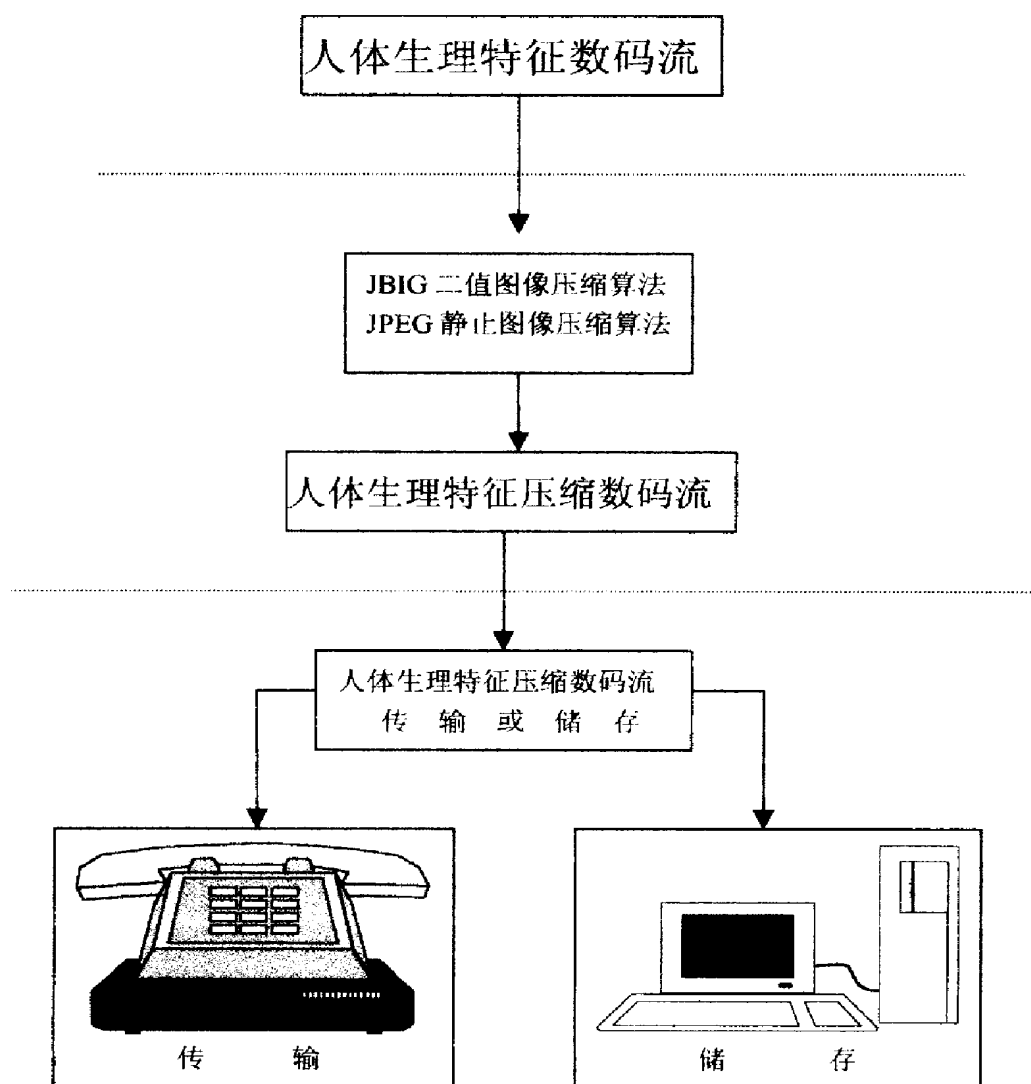 人体生理特征数码流
JBIG 二值图像压缩算法
JPEG 静止图像压缩算法
人体生理特征压缩数码流
人体生理特征压缩数码流
传 输 或 储 存
传 输
储 存